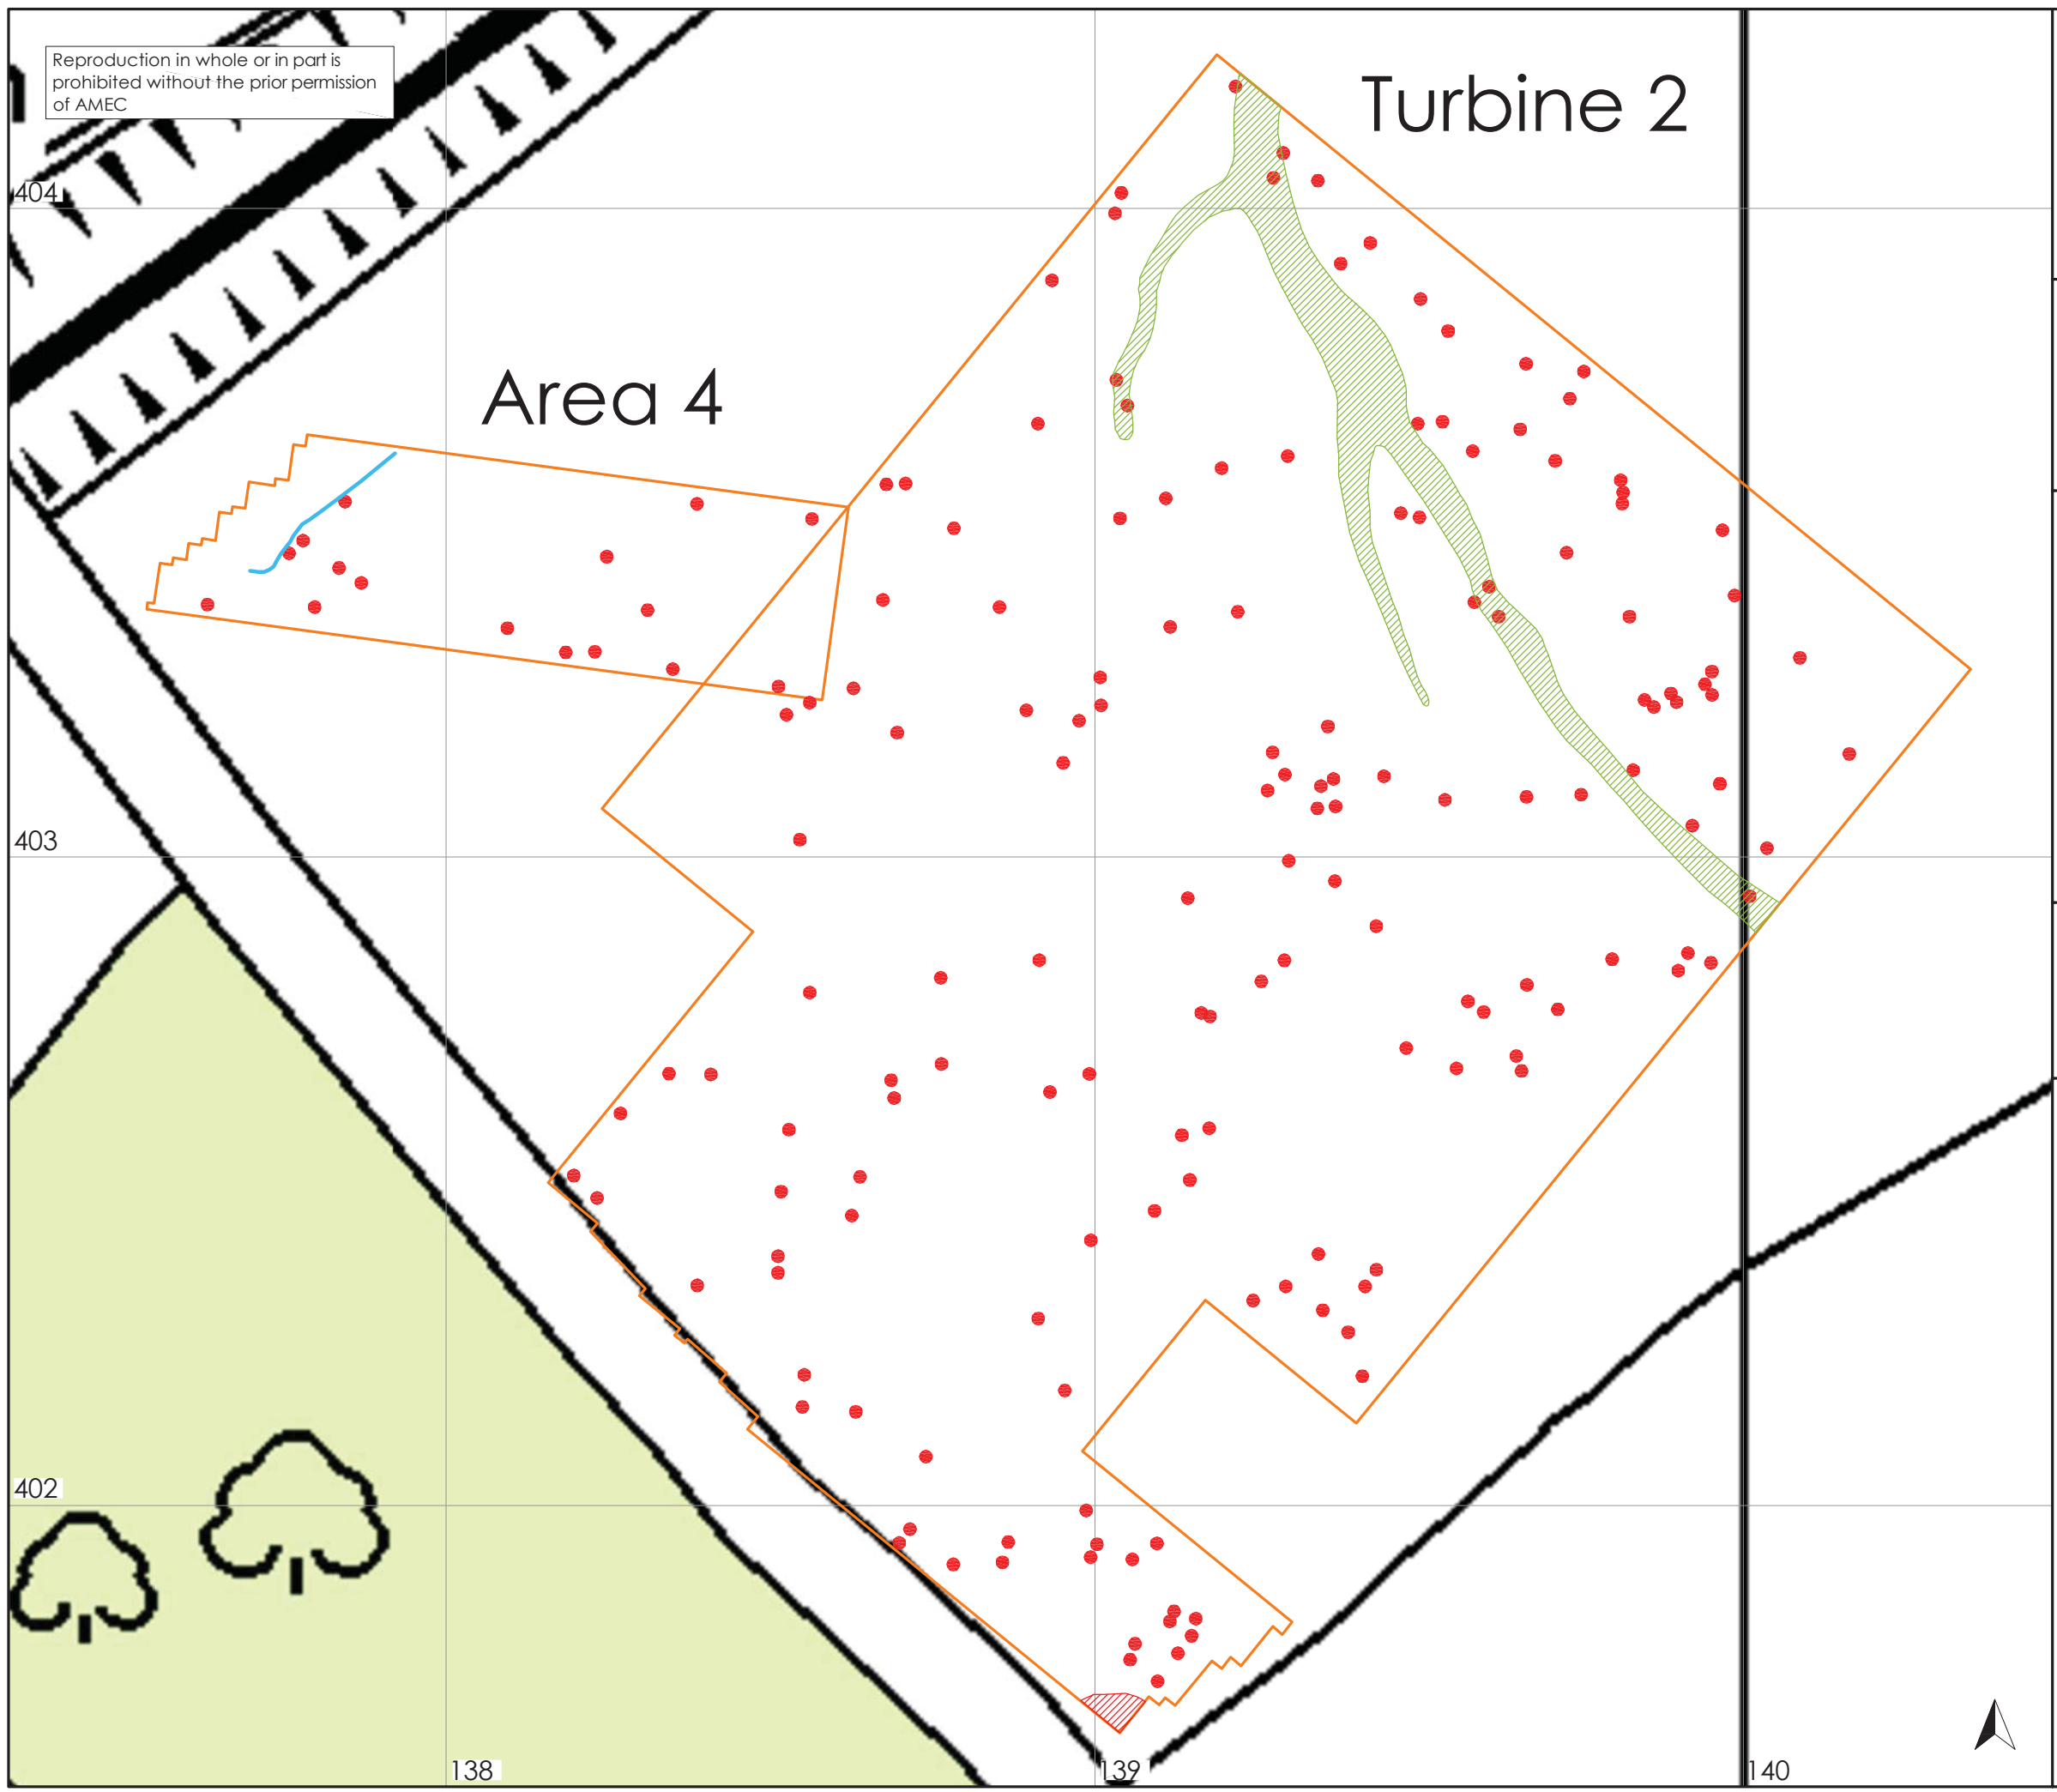 Reproduction in whole or in part is
prohibited without the prior permission
of AMEC
Turbine 2
404
Area 4
403
402
138
139
140